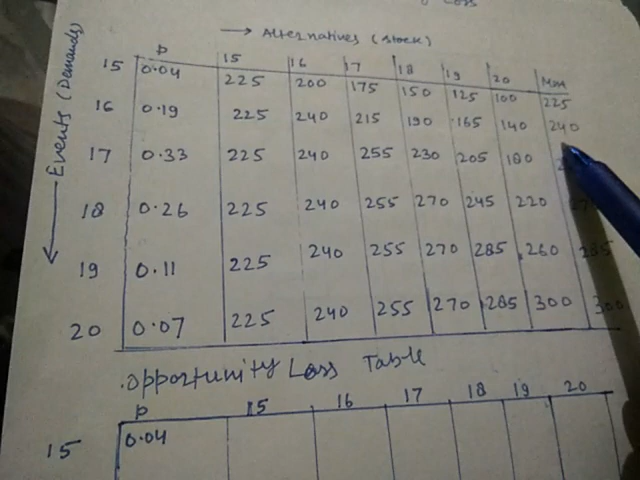 Loss
→ Alternatives (stock)
Events (Demands)
P 15 16 17 18 19 20 Max
15 0.04 225 200 175 150 125 100 225
16 0.19 225 240 215 190 165 140 240
17 0.33 225 240 255 230 205 180
18 0.26 225 240 255 270 245 220
19 0.11 225 240 255 270 285 260 285
20 0.07 225 240 255 270 285 300 300
Opportunity Loss Table
P 15 16 17 18 19 20
15 0.04